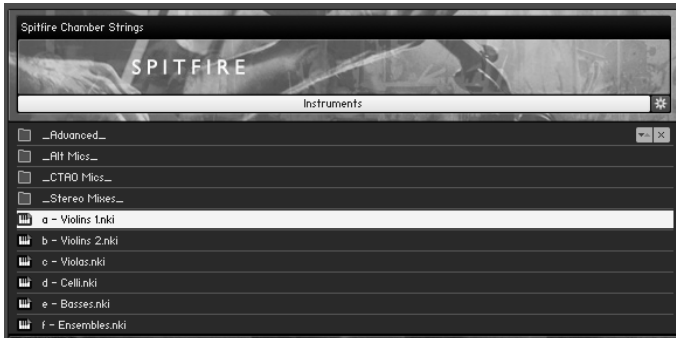 Spitfire Chamber Strings
SPITFIRE
Instruments
_Advanced_
_Alt Mics_
_CTAO Mics_
_Stereo Mixes_
a - Violins 1.nki
b - Violins 2.nki
c - Violas.nki
d - Celli.nki
e - Basses.nki
f - Ensembles.nki